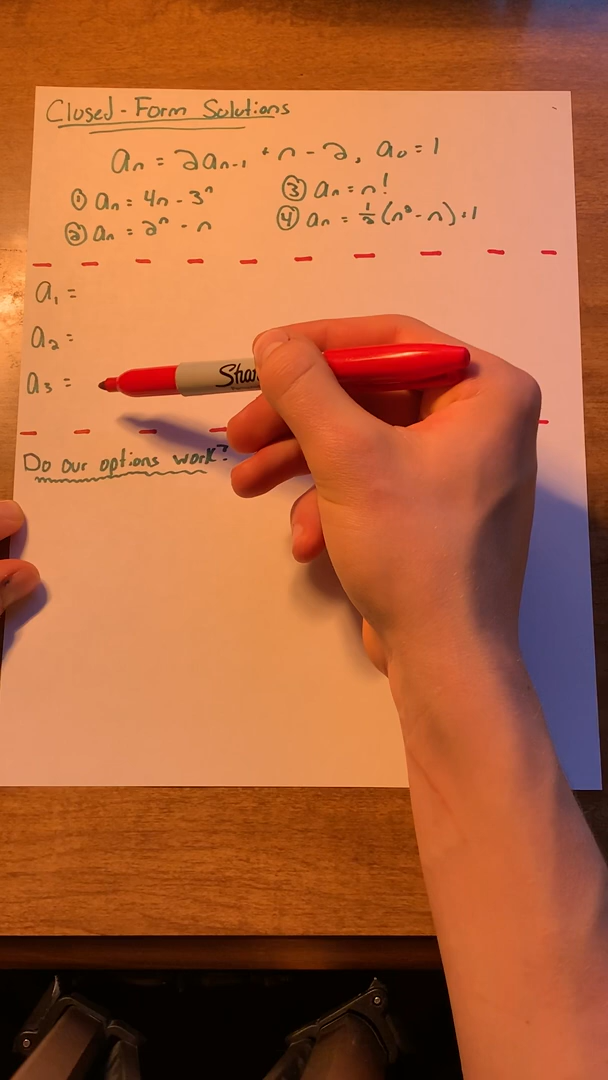 Closed-Form Solutions
aₙ = 2aₙ₋₁ + n - 2, a₀ = 1
① aₙ = 4n - 3ⁿ
② aₙ = 2ⁿ - n
③ aₙ = n!
④ aₙ = ½(n² - n) + 1
a₁ =
a₂ =
a₃ =
Shar
Do our options work?